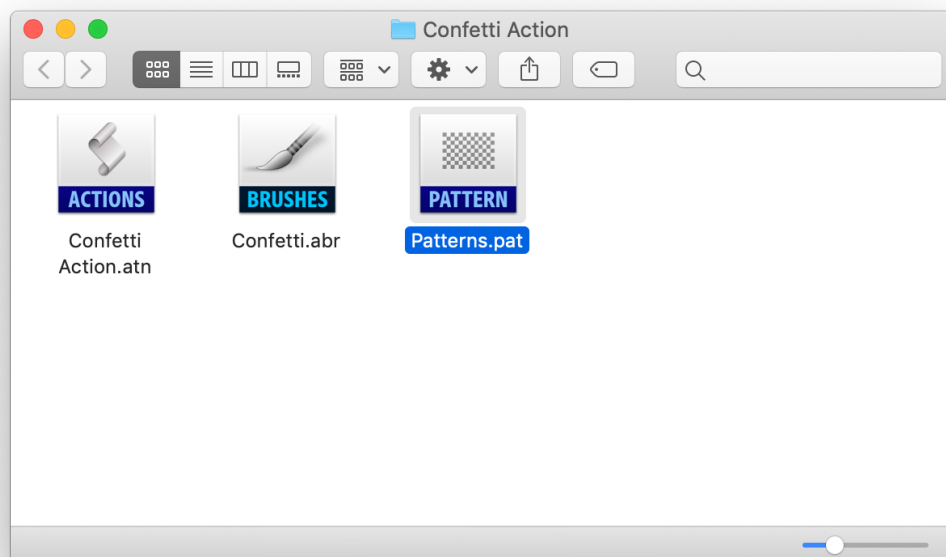 Confetti Action
ACTIONS
BRUSHES
PATTERN
Confetti
Action.atn
Confetti.abr
Patterns.pat